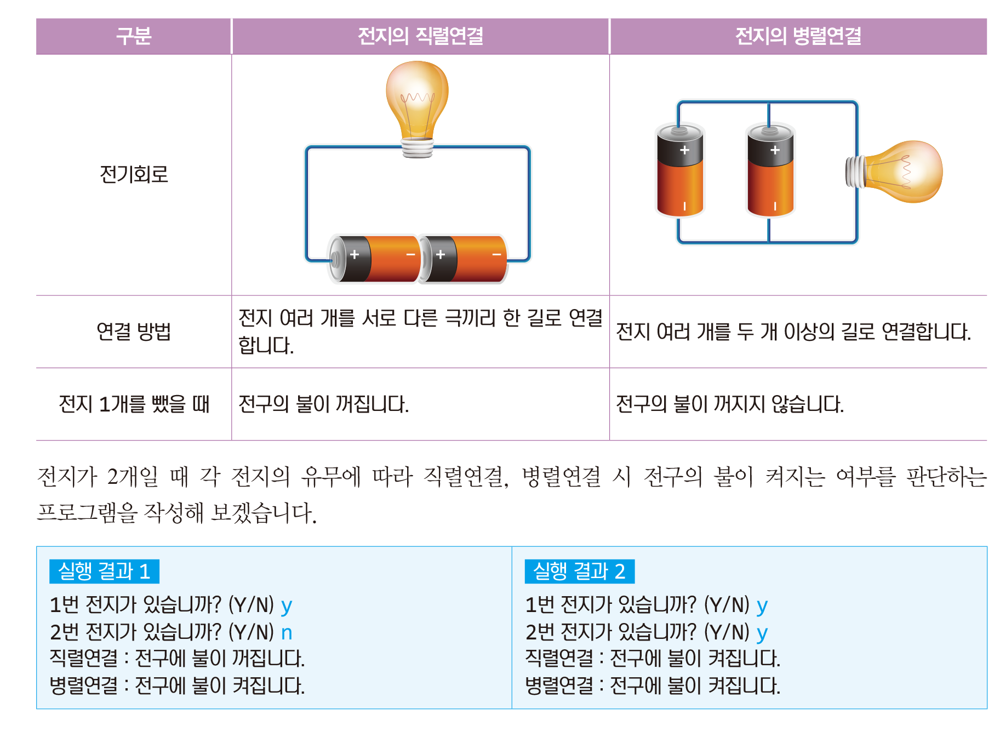 구분 전지의 직렬연결 전지의 병렬연결
전기회로
+ − + −
+ +
− −
연결 방법
전지 여러 개를 서로 다른 극끼리 한 길로 연결
합니다.
전지 여러 개를 두 개 이상의 길로 연결합니다.
전지 1개를 뺐을 때 전구의 불이 꺼집니다. 전구의 불이 꺼지지 않습니다.
전지가 2개일 때 각 전지의 유무에 따라 직렬연결, 병렬연결 시 전구의 불이 켜지는 여부를 판단하는
프로그램을 작성해 보겠습니다.
실행 결과 1
1번 전지가 있습니까? (Y/N) y
2번 전지가 있습니까? (Y/N) n
직렬연결 : 전구에 불이 꺼집니다.
병렬연결 : 전구에 불이 켜집니다.
실행 결과 2
1번 전지가 있습니까? (Y/N) y
2번 전지가 있습니까? (Y/N) y
직렬연결 : 전구에 불이 켜집니다.
병렬연결 : 전구에 불이 켜집니다.